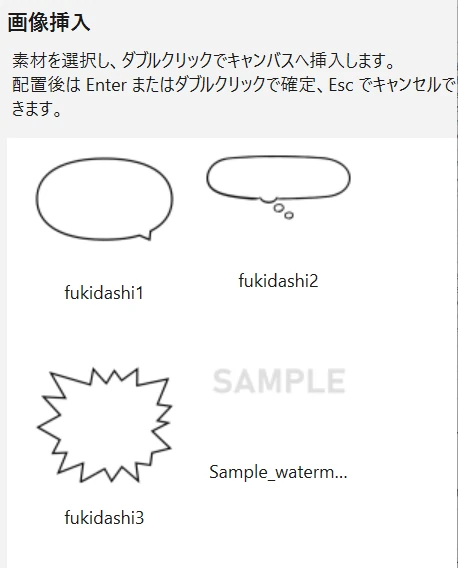 画像挿入
素材を選択し、ダブルクリックでキャンバスへ挿入します。
配置後は Enter またはダブルクリックで確定、Esc でキャンセルで
きます。
fukidashi1
fukidashi2
SAMPLE
Sample_waterm...
fukidashi3